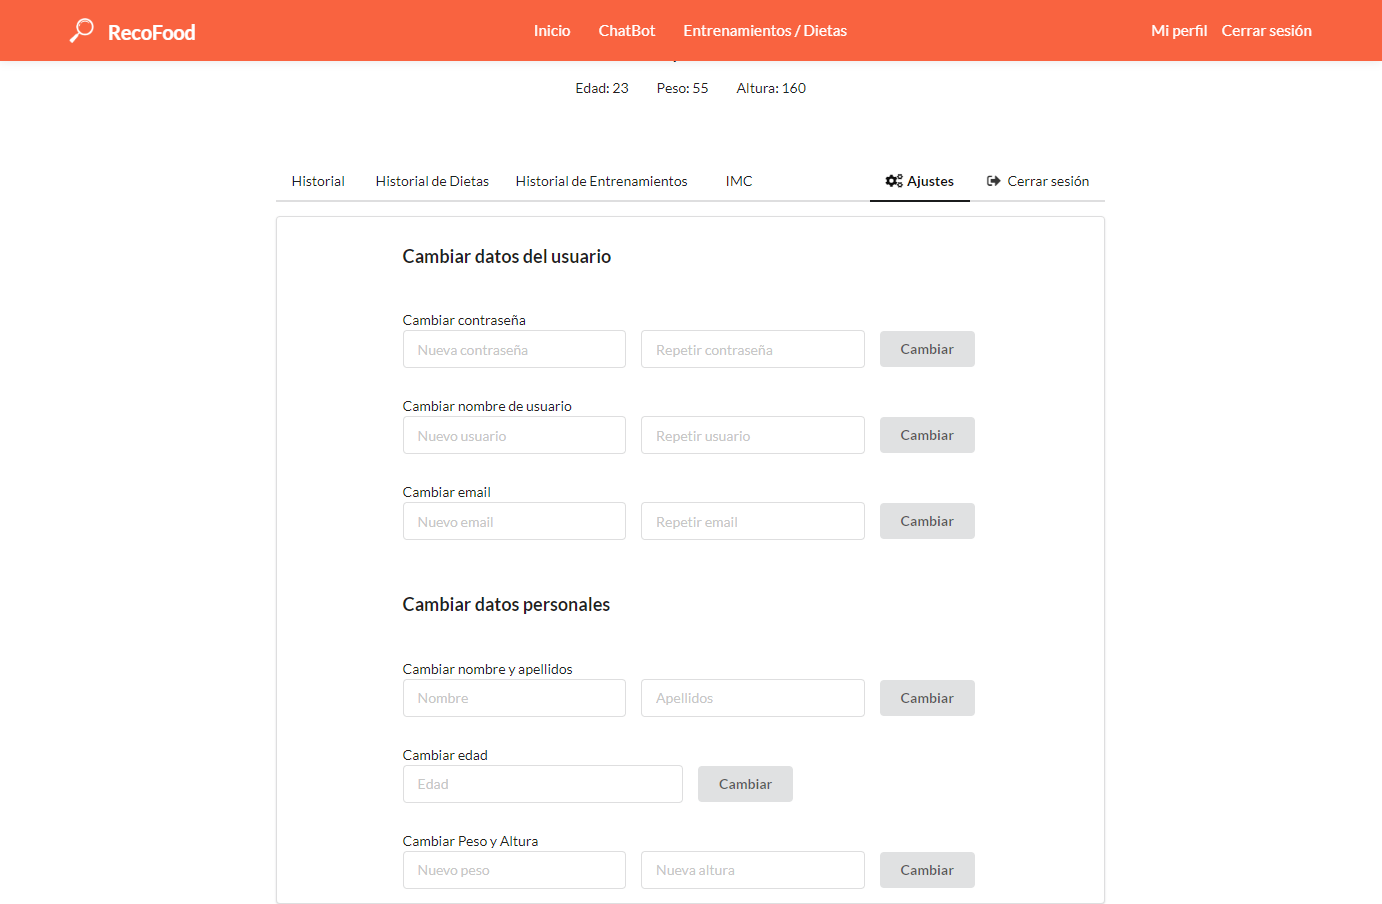 RecoFood Inicio ChatBot Entrenamientos / Dietas Mi perfil Cerrar sesión
Edad: 23 Peso: 55 Altura: 160
Historial Historial de Dietas Historial de Entrenamientos IMC Ajustes Cerrar sesión
Cambiar datos del usuario
Cambiar contraseña
Nueva contraseña Repetir contraseña Cambiar
Cambiar nombre de usuario
Nuevo usuario Repetir usuario Cambiar
Cambiar email
Nuevo email Repetir email Cambiar
Cambiar datos personales
Cambiar nombre y apellidos
Nombre Apellidos Cambiar
Cambiar edad
Edad Cambiar
Cambiar Peso y Altura
Nuevo peso Nueva altura Cambiar